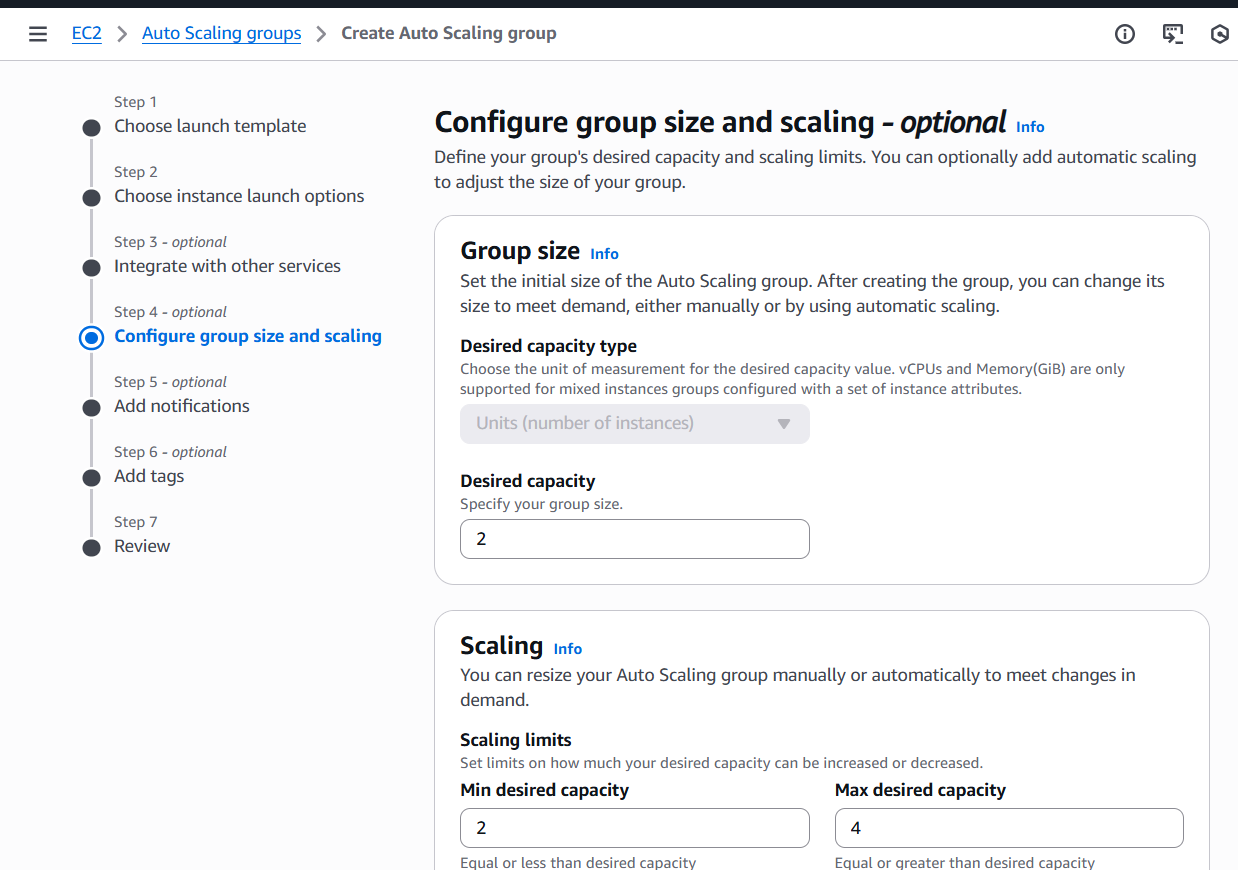 EC2 > Auto Scaling groups > Create Auto Scaling group
Step 1
Choose launch template
Step 2
Choose instance launch options
Step 3 - optional
Integrate with other services
Step 4 - optional
Configure group size and scaling
Step 5 - optional
Add notifications
Step 6 - optional
Add tags
Step 7
Review
Configure group size and scaling - optional Info
Define your group's desired capacity and scaling limits. You can optionally add automatic scaling
to adjust the size of your group.
Group size Info
Set the initial size of the Auto Scaling group. After creating the group, you can change its
size to meet demand, either manually or by using automatic scaling.
Desired capacity type
Choose the unit of measurement for the desired capacity value. vCPUs and Memory(GiB) are only
supported for mixed instances groups configured with a set of instance attributes.
Units (number of instances)
Desired capacity
Specify your group size.
2
Scaling Info
You can resize your Auto Scaling group manually or automatically to meet changes in
demand.
Scaling limits
Set limits on how much your desired capacity can be increased or decreased.
Min desired capacity
2
Equal or less than desired capacity
Max desired capacity
4
Equal or greater than desired capacity